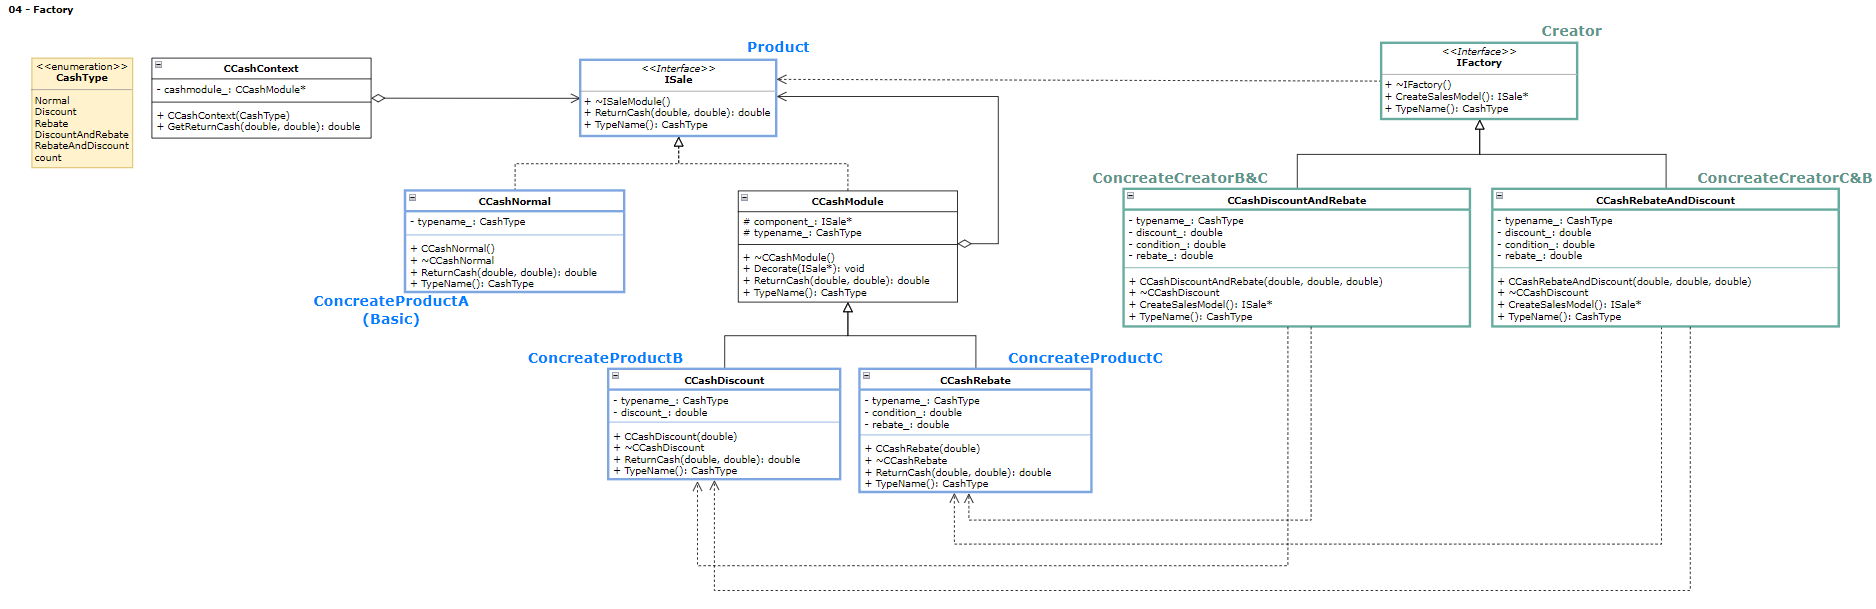 04 - Factory
<<enumeration>>
CashType
Normal
Discount
Rebate
DiscountAndRebate
RebateAndDiscount
count
CCashContext
- cashmodule_: CCashModule*
+ CCashContext(CashType)
+ GetReturnCash(double, double): double
Product
<<Interface>>
ISale
+ ~ISaleModule()
+ ReturnCash(double, double): double
+ TypeName(): CashType
Creator
<<Interface>>
IFactory
+ ~IFactory()
+ CreateSalesModel(): ISale*
+ TypeName(): CashType
CCashNormal
- typename_: CashType
+ CCashNormal()
+ ~CCashNormal
+ ReturnCash(double, double): double
+ TypeName(): CashType
ConcreateProductA
(Basic)
CCashModule
# component_: ISale*
# typename_: CashType
+ ~CCashModule()
+ Decorate(ISale*): void
+ ReturnCash(double, double): double
+ TypeName(): CashType
ConcreateCreatorB&C
CCashDiscountAndRebate
- typename_: CashType
- discount_: double
- condition_: double
- rebate_: double
+ CCashDiscountAndRebate(double, double, double)
+ ~CCashDiscount
+ CreateSalesModel(): ISale*
+ TypeName(): CashType
ConcreateCreatorC&B
CCashRebateAndDiscount
- typename_: CashType
- discount_: double
- condition_: double
- rebate_: double
+ CCashRebateAndDiscount(double, double, double)
+ ~CCashDiscount
+ CreateSalesModel(): ISale*
+ TypeName(): CashType
ConcreateProductB
CCashDiscount
- typename_: CashType
- discount_: double
+ CCashDiscount(double)
+ ~CCashDiscount
+ ReturnCash(double, double): double
+ TypeName(): CashType
ConcreateProductC
CCashRebate
- typename_: CashType
- condition_: double
- rebate_: double
+ CCashRebate(double)
+ ~CCashRebate
+ ReturnCash(double, double): double
+ TypeName(): CashType